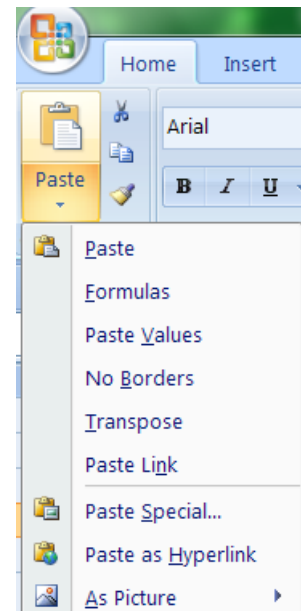 Home Insert
Arial
Paste
B I U
Paste
Formulas
Paste Values
No Borders
Transpose
Paste Link
Paste Special...
Paste as Hyperlink
As Picture